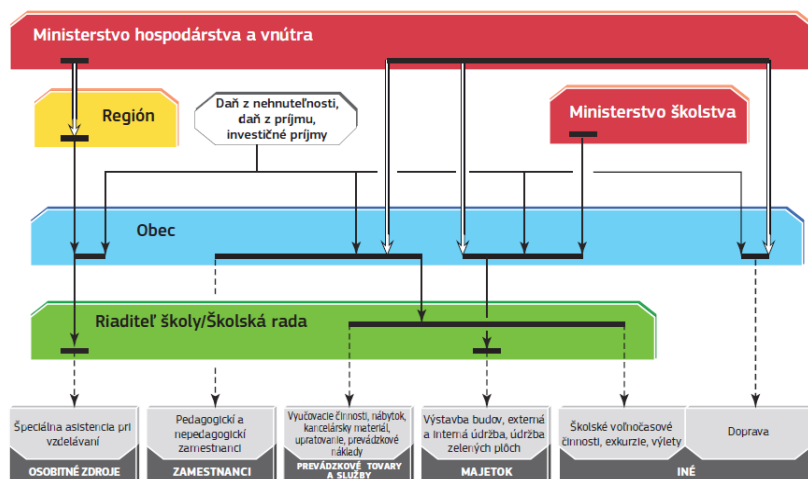 Ministerstvo hospodárstva a vnútra
Región
Daň z nehnuteľnosti,
daň z príjmu,
investičné príjmy
Ministerstvo školstva
Obec
Riaditeľ školy/Školská rada
Špeciálna asistencia pri
vzdelávaní
OSOBITNÉ ZDROJE
Pedagogickí a
nepedagogickí
zamestnanci
ZAMESTNANCI
Vyučovacie činnosti, nábytok,
kancelársky materiál,
upratovanie, prevádzkové
náklady
PREVÁDZKOVÉ TOVARY
A SLUŽBY
Výstavba budov, externá
a interná údržba, údržba
zelených plôch
MAJETOK
Školské voľnočasové
činnosti, exkurzie, výlety
Doprava
INÉ